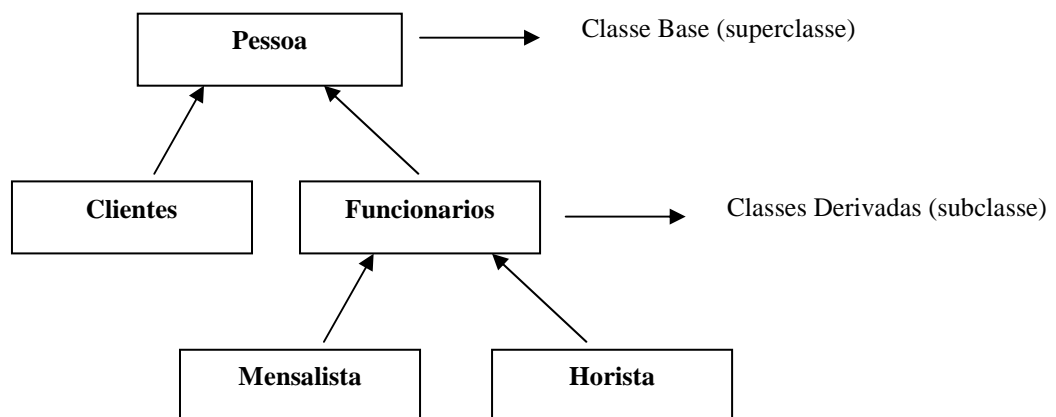 Pessoa
Classe Base (superclasse)
Clientes
Funcionarios
Classes Derivadas (subclasse)
Mensalista
Horista